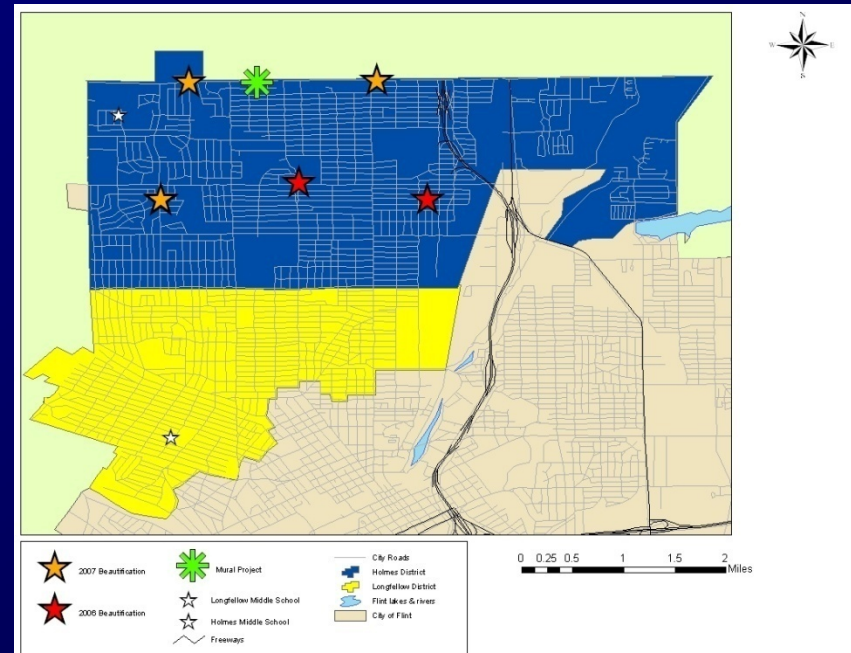 N
W E
S
2007 Beautification
2006 Beautification
Mural Project
Longfellow Middle School
Holmes Middle School
Freeways
City Roads
Holmes District
Longfellow District
Flint lakes & rivers
City of Flint
0 0.25 0.5 1 1.5 2
Miles